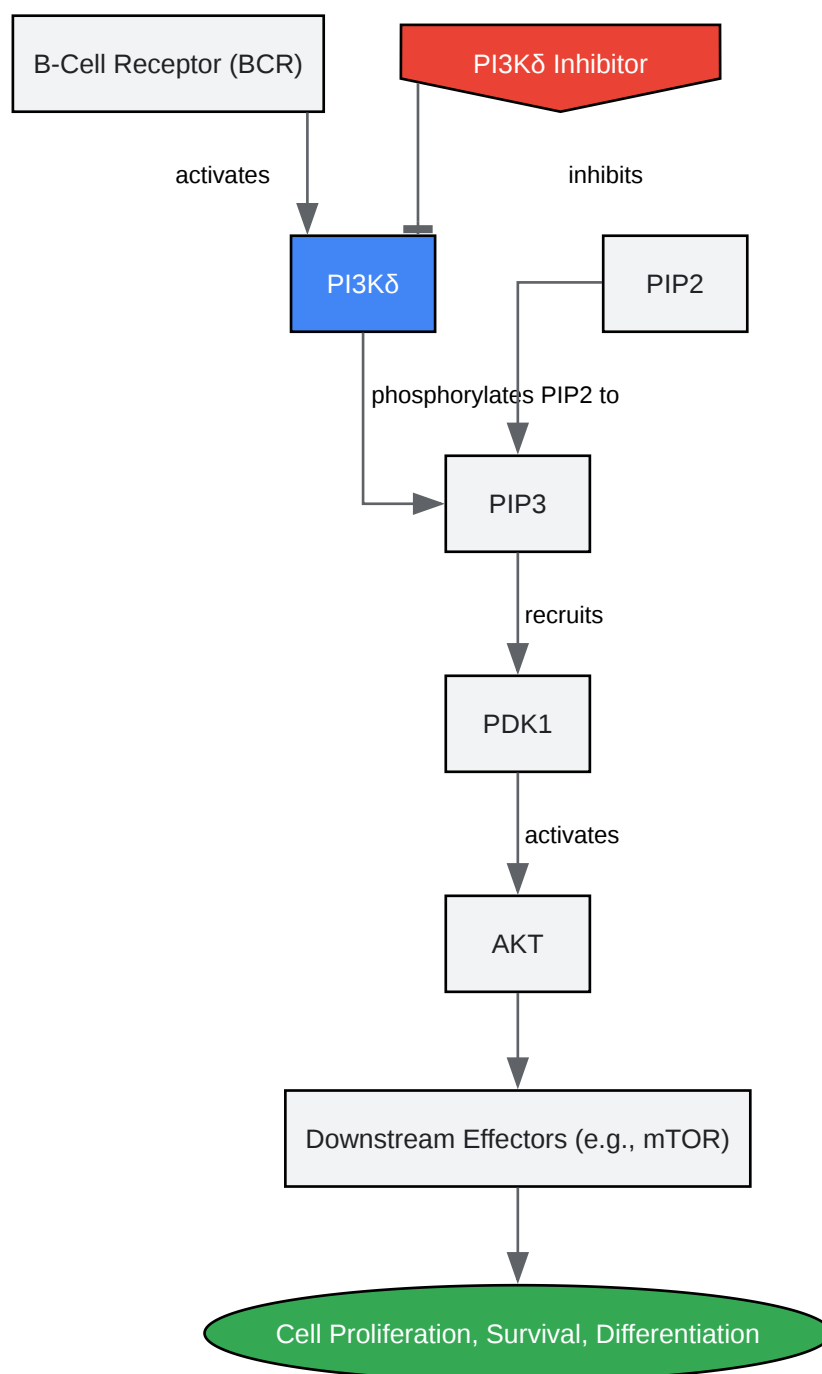 B-Cell Receptor (BCR)
PI3Kδ Inhibitor
activates
inhibits
PI3Kδ
PIP2
phosphorylates PIP2 to
PIP3
recruits
PDK1
activates
AKT
Downstream Effectors (e.g., mTOR)
Cell Proliferation, Survival, Differentiation